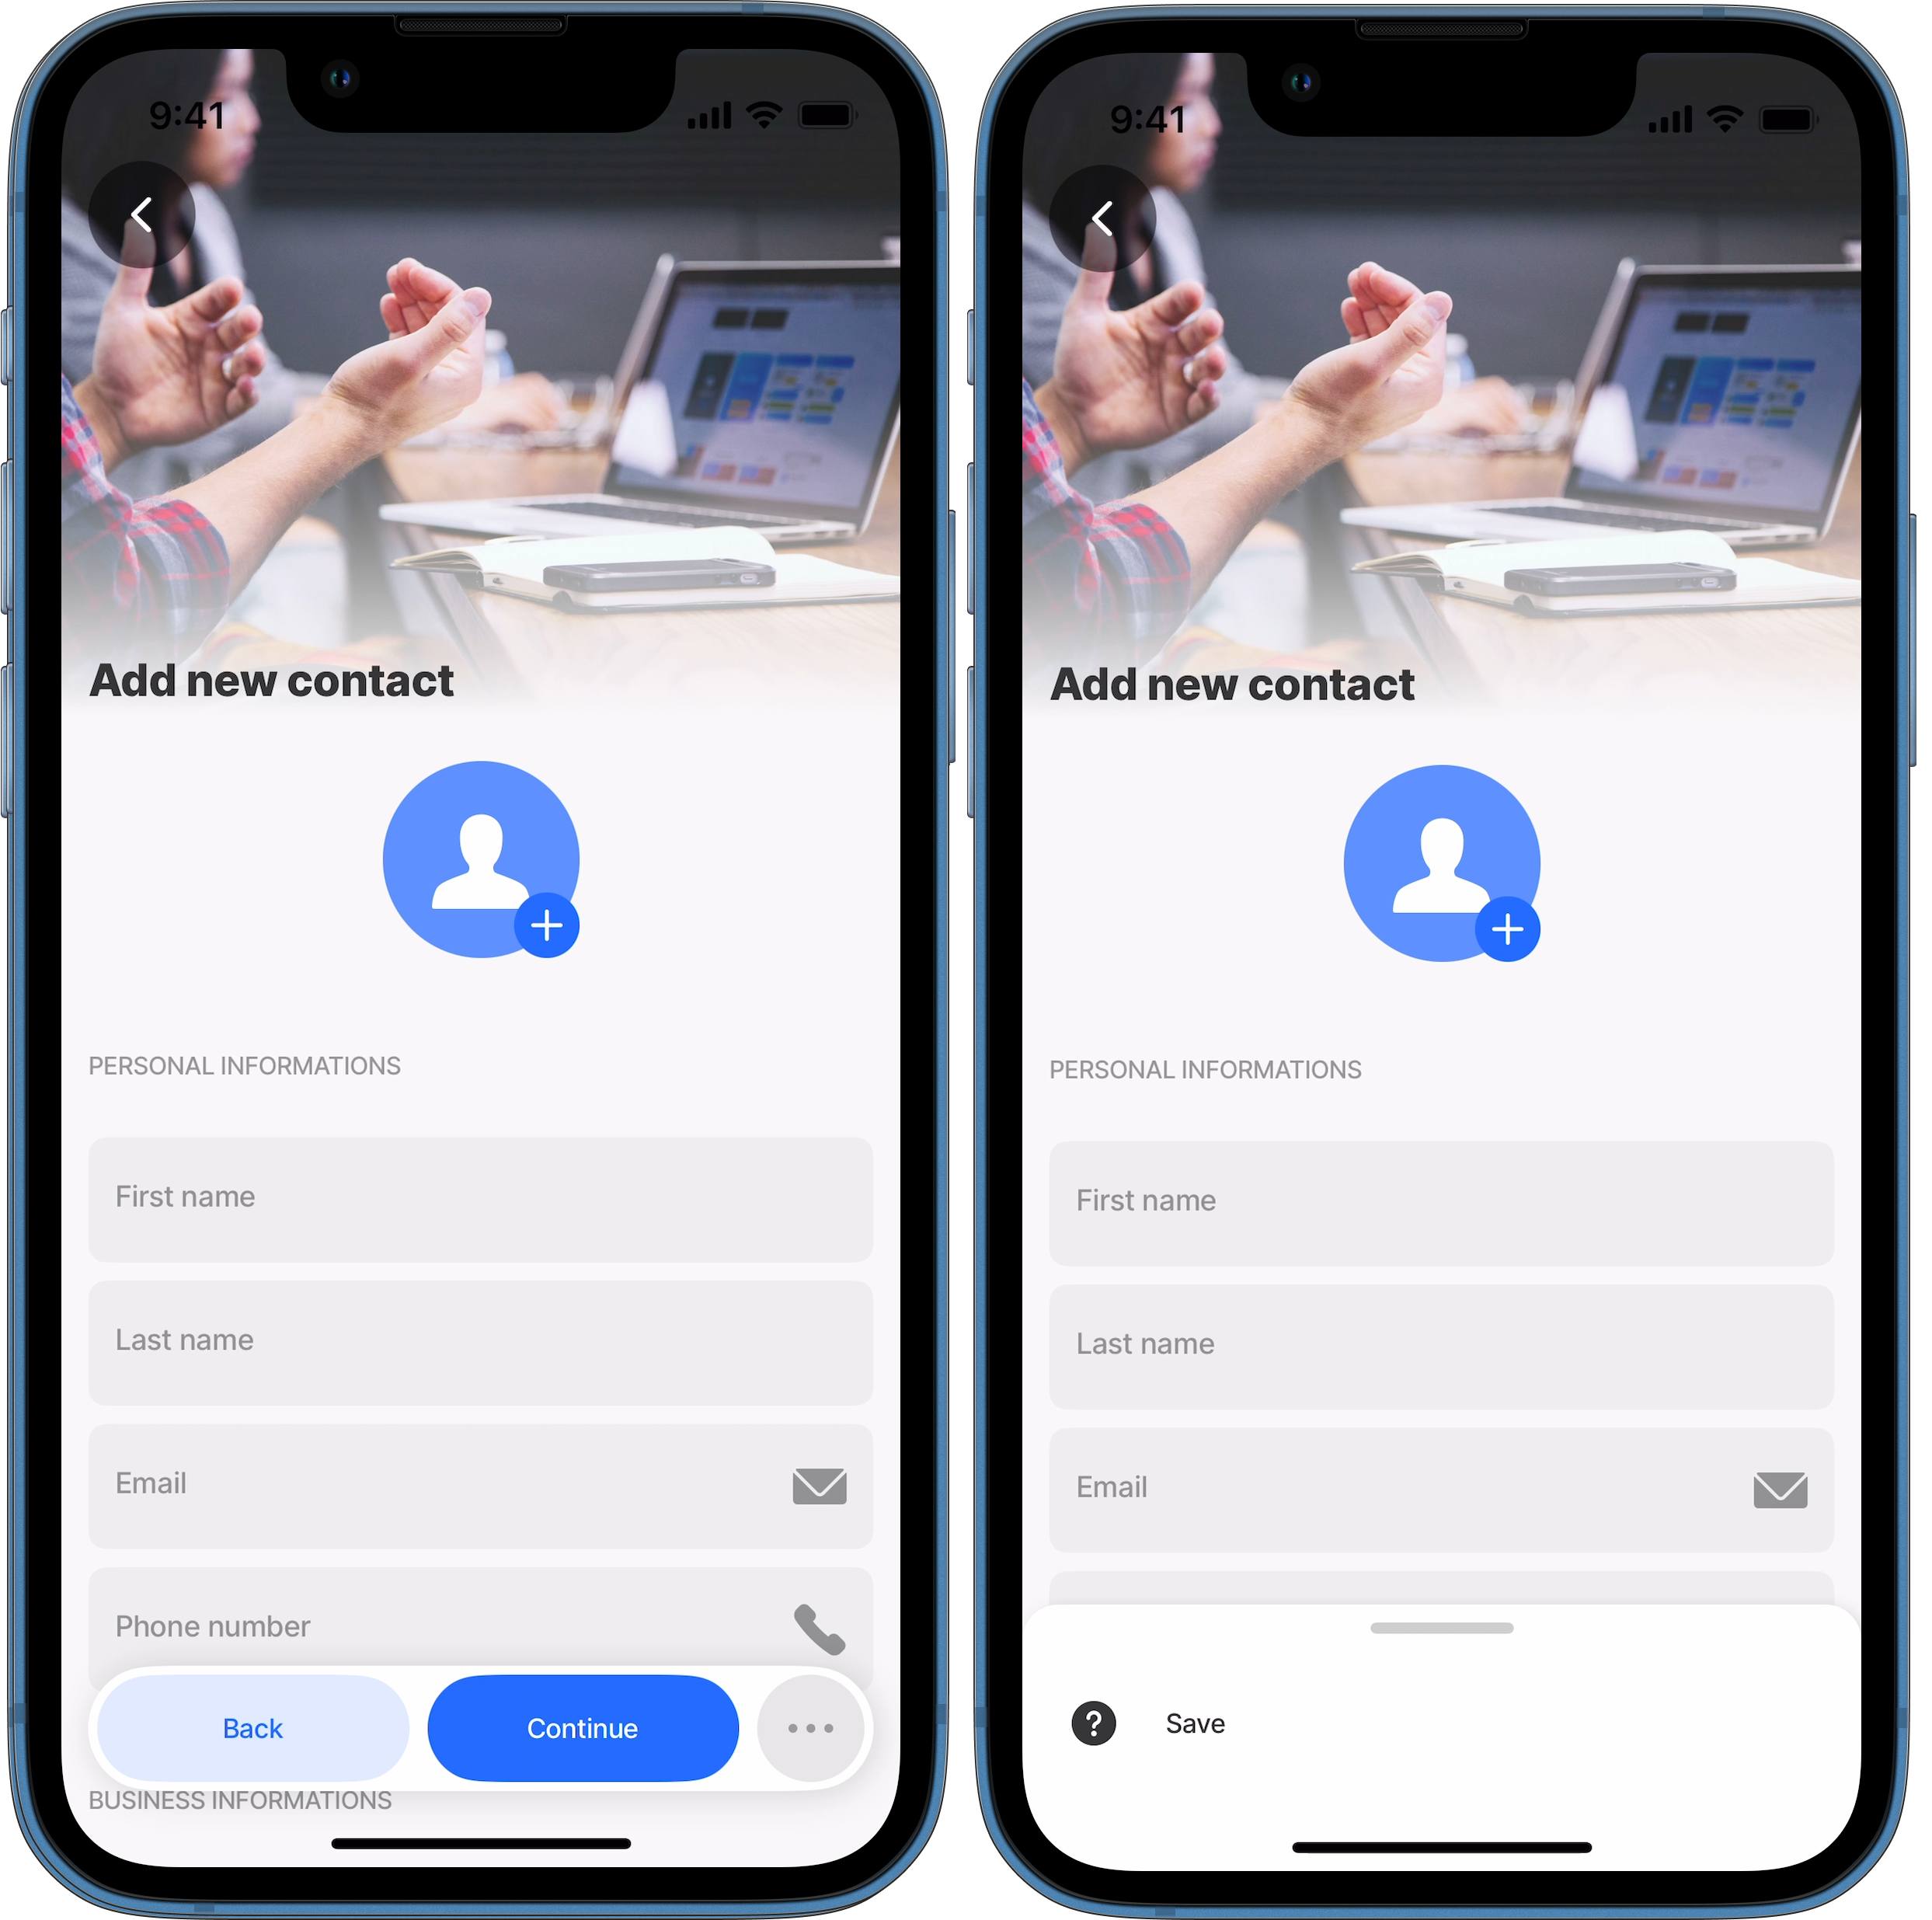 9:41
Add new contact
PERSONAL INFORMATIONS
First name
Last name
Email
Phone number
Back
Continue
BUSINESS INFORMATIONS
9:41
Add new contact
PERSONAL INFORMATIONS
First name
Last name
Email
? Save